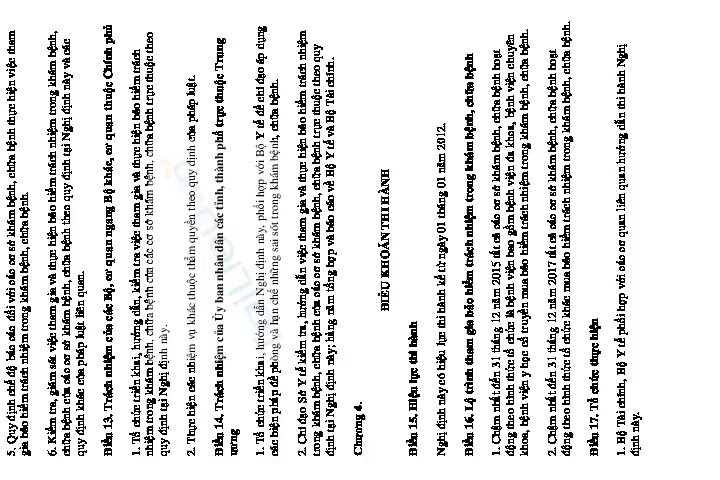 5. Quy định chế độ báo cáo đối với các cơ sở khám bệnh, chữa bệnh thực hiện việc tham
gia bảo hiểm trách nhiệm trong khám bệnh, chữa bệnh.
6. Kiểm tra, giám sát việc tham gia và thực hiện bảo hiểm trách nhiệm trong khám bệnh,
chữa bệnh của các cơ sở khám bệnh, chữa bệnh theo quy định tại Nghị định này và các
quy định khác của pháp luật liên quan.
Điều 13. Trách nhiệm của các Bộ, cơ quan ngang Bộ khác, cơ quan thuộc Chính phủ
1. Tổ chức triển khai, hướng dẫn, kiểm tra việc tham gia và thực hiện bảo hiểm trách
nhiệm trong khám bệnh, chữa bệnh của các cơ sở khám bệnh, chữa bệnh trực thuộc theo
quy định tại Nghị định này.
2. Thực hiện các nhiệm vụ khác thuộc thẩm quyền theo quy định của pháp luật.
Điều 14. Trách nhiệm của Ủy ban nhân dân các tỉnh, thành phố trực thuộc Trung
ương
1. Tổ chức triển khai, hướng dẫn Nghị định này, phối hợp với Bộ Y tế để chỉ đạo áp dụng
các biện pháp đề phòng và hạn chế những sai sót trong khám bệnh, chữa bệnh.
2. Chỉ đạo Sở Y tế kiểm tra, hướng dẫn việc tham gia và thực hiện bảo hiểm trách nhiệm
trong khám bệnh, chữa bệnh của các cơ sở khám bệnh, chữa bệnh trực thuộc theo quy
định tại Nghị định này; hàng năm tổng hợp và báo cáo về Bộ Y tế và Bộ Tài chính.
Chương 4.
ĐIỀU KHOẢN THI HÀNH
Điều 15. Hiệu lực thi hành
Nghị định này có hiệu lực thi hành kể từ ngày 01 tháng 01 năm 2012.
Điều 16. Lộ trình tham gia bảo hiểm trách nhiệm trong khám bệnh, chữa bệnh
1. Chậm nhất đến 31 tháng 12 năm 2015 tất cả các cơ sở khám bệnh, chữa bệnh hoạt
động theo hình thức tổ chức là bệnh viện bao gồm bệnh viện đa khoa, bệnh viện chuyên
khoa, bệnh viện y học cổ truyền mua bảo hiểm trách nhiệm trong khám bệnh, chữa bệnh.
2. Chậm nhất đến 31 tháng 12 năm 2017 tất cả các cơ sở khám bệnh, chữa bệnh hoạt
động theo hình thức tổ chức khác mua bảo hiểm trách nhiệm trong khám bệnh, chữa bệnh.
Điều 17. Tổ chức thực hiện
1. Bộ Tài chính, Bộ Y tế phối hợp với các cơ quan liên quan hướng dẫn thi hành Nghị
định này.